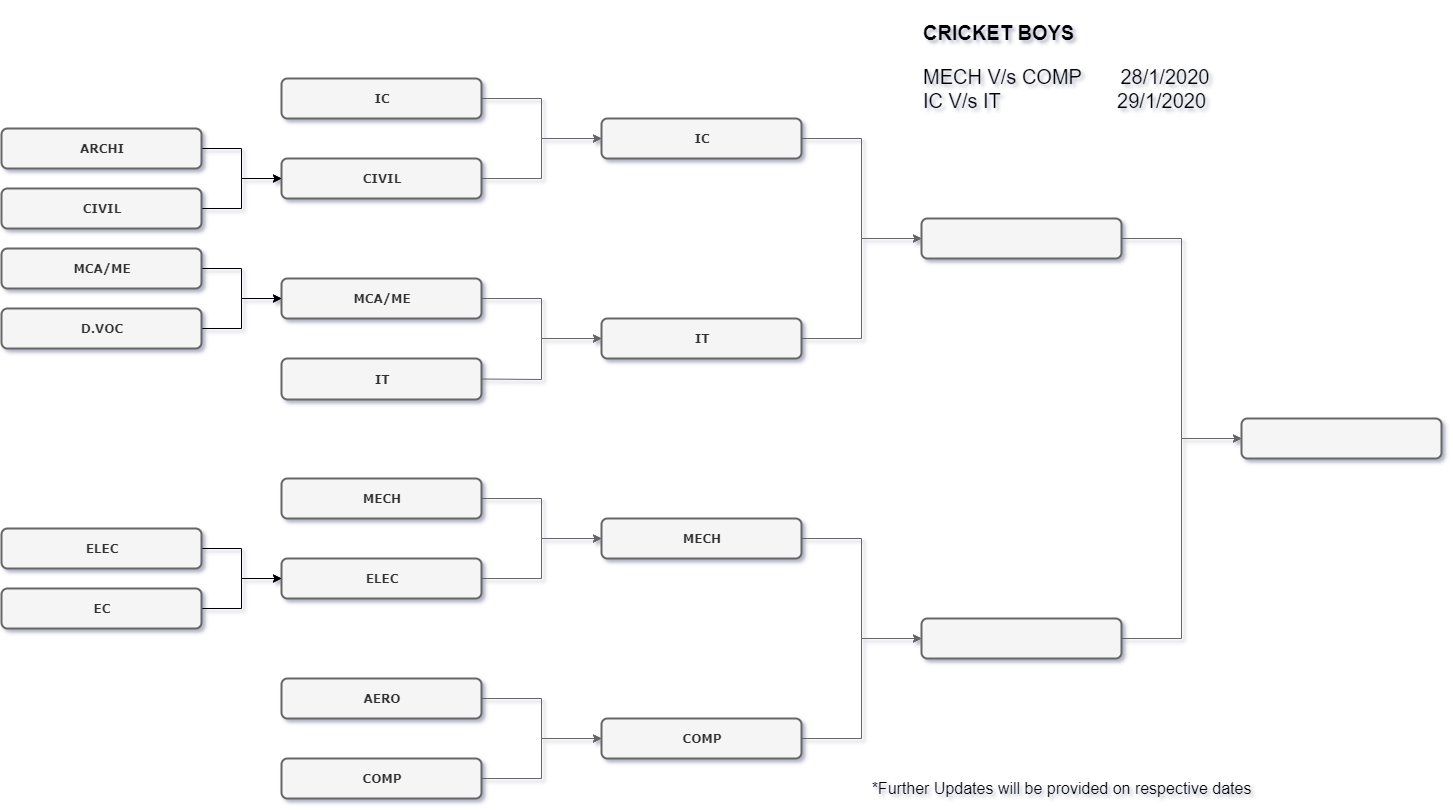 CRICKET BOYS
MECH V/s COMP 28/1/2020
IC V/s IT 29/1/2020
ARCHI
CIVIL
MCA/ME
D.VOC
ELEC
EC
IC
CIVIL
MCA/ME
IT
MECH
ELEC
AERO
COMP
IC
IT
MECH
COMP
*Further Updates will be provided on respective dates